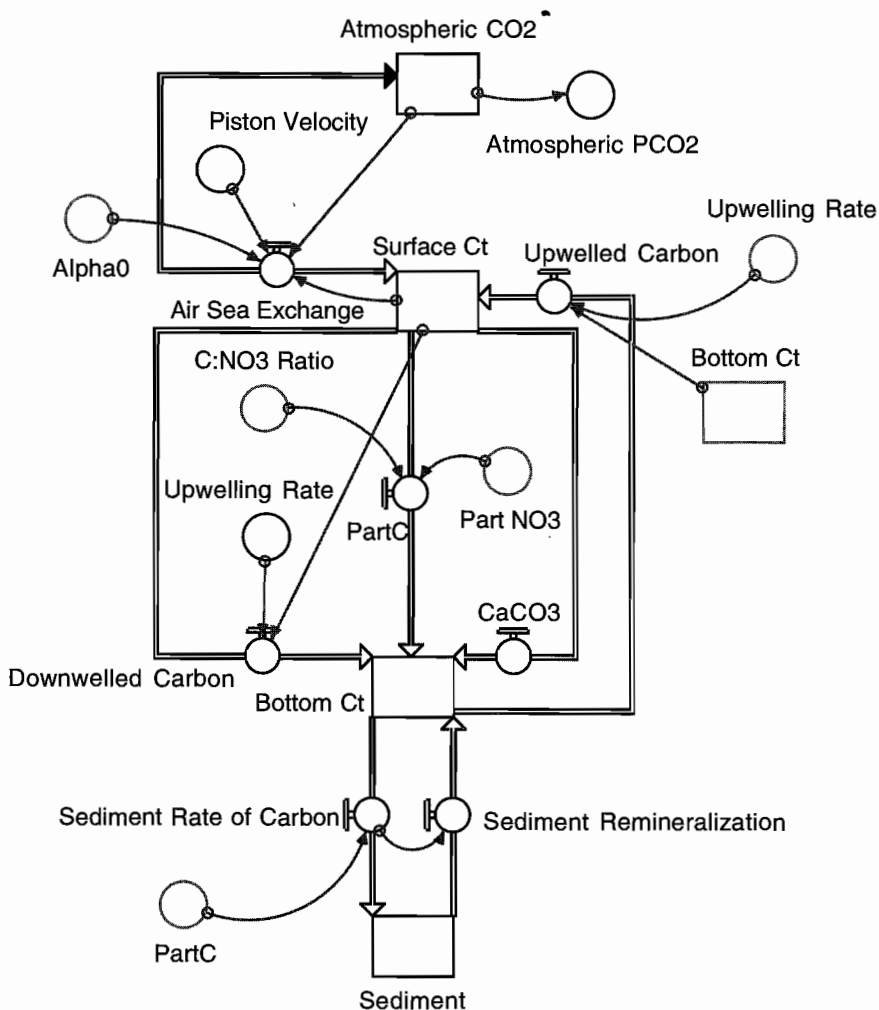 Atmospheric CO2
Piston Velocity
Atmospheric PCO2
Upwelling Rate
Alpha0
Surface Ct
Upwelled Carbon
Air Sea Exchange
C:NO3 Ratio
Bottom Ct
Upwelling Rate
PartC
Part NO3
CaCO3
Downwelled Carbon
Bottom Ct
Sediment Rate of Carbon
Sediment Remineralization
PartC
Sediment